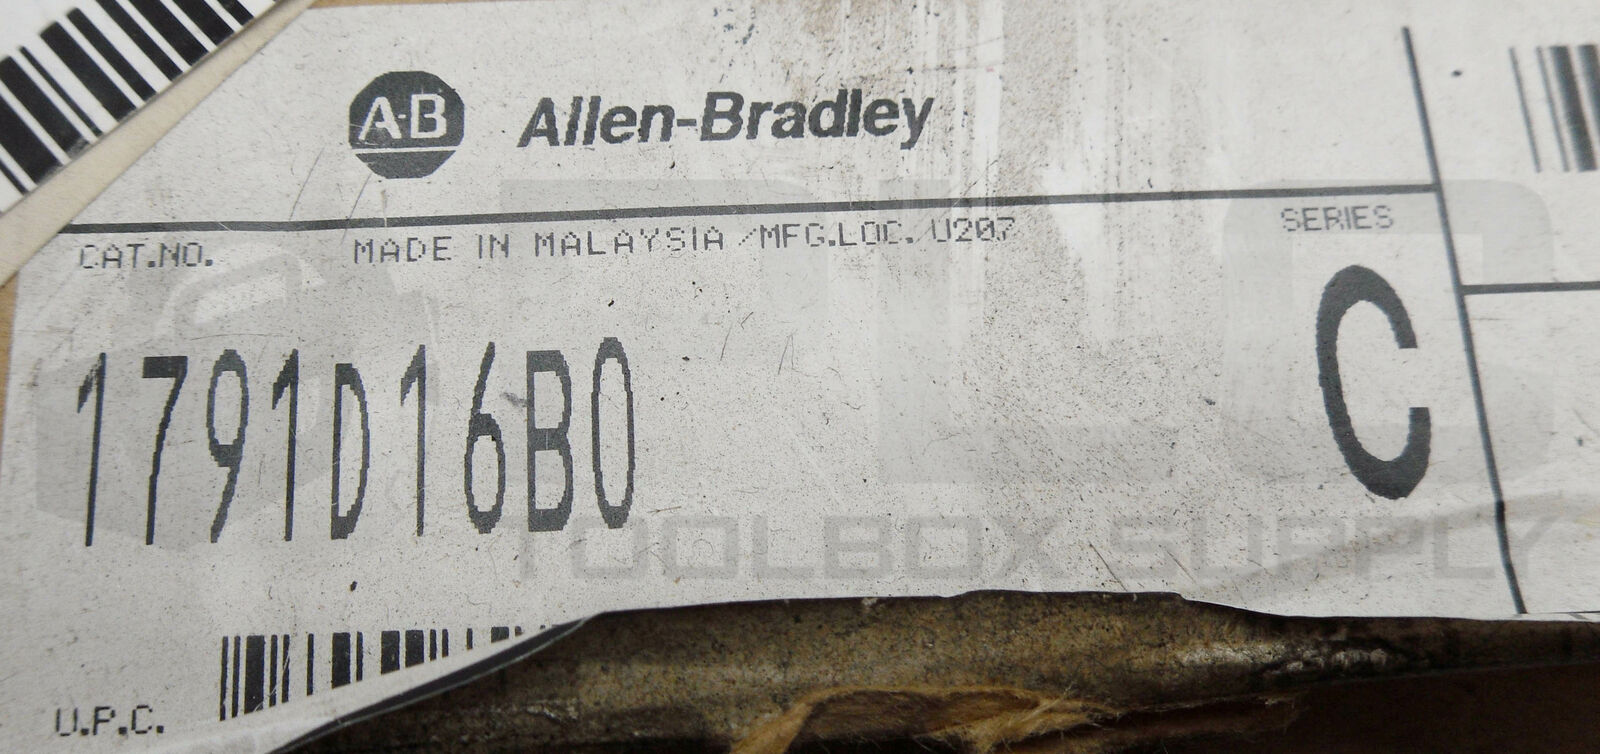 A-B Allen-Bradley
CAT.NO. MADE IN MALAYSIA /MFG.LOC. U207 SERIES
1791D16B0 C
TOOLBOX SUPPLY
U.P.C.